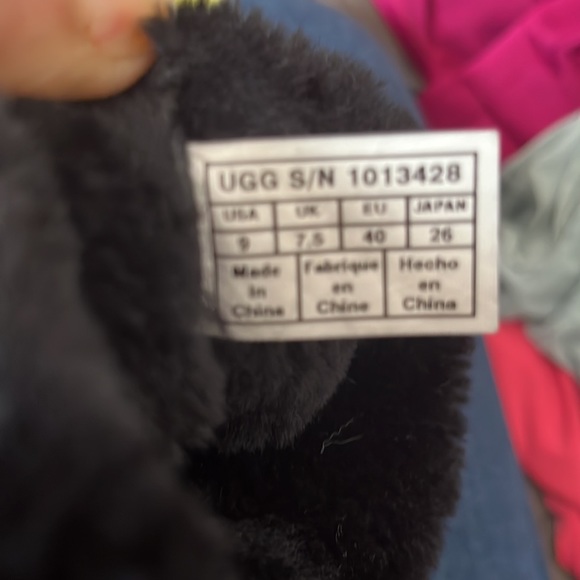 UGG S/N 1013428
USA UK EU JAPAN
9 7.5 40 26
Made Fabriqué Hecho
in en en
China Chine China